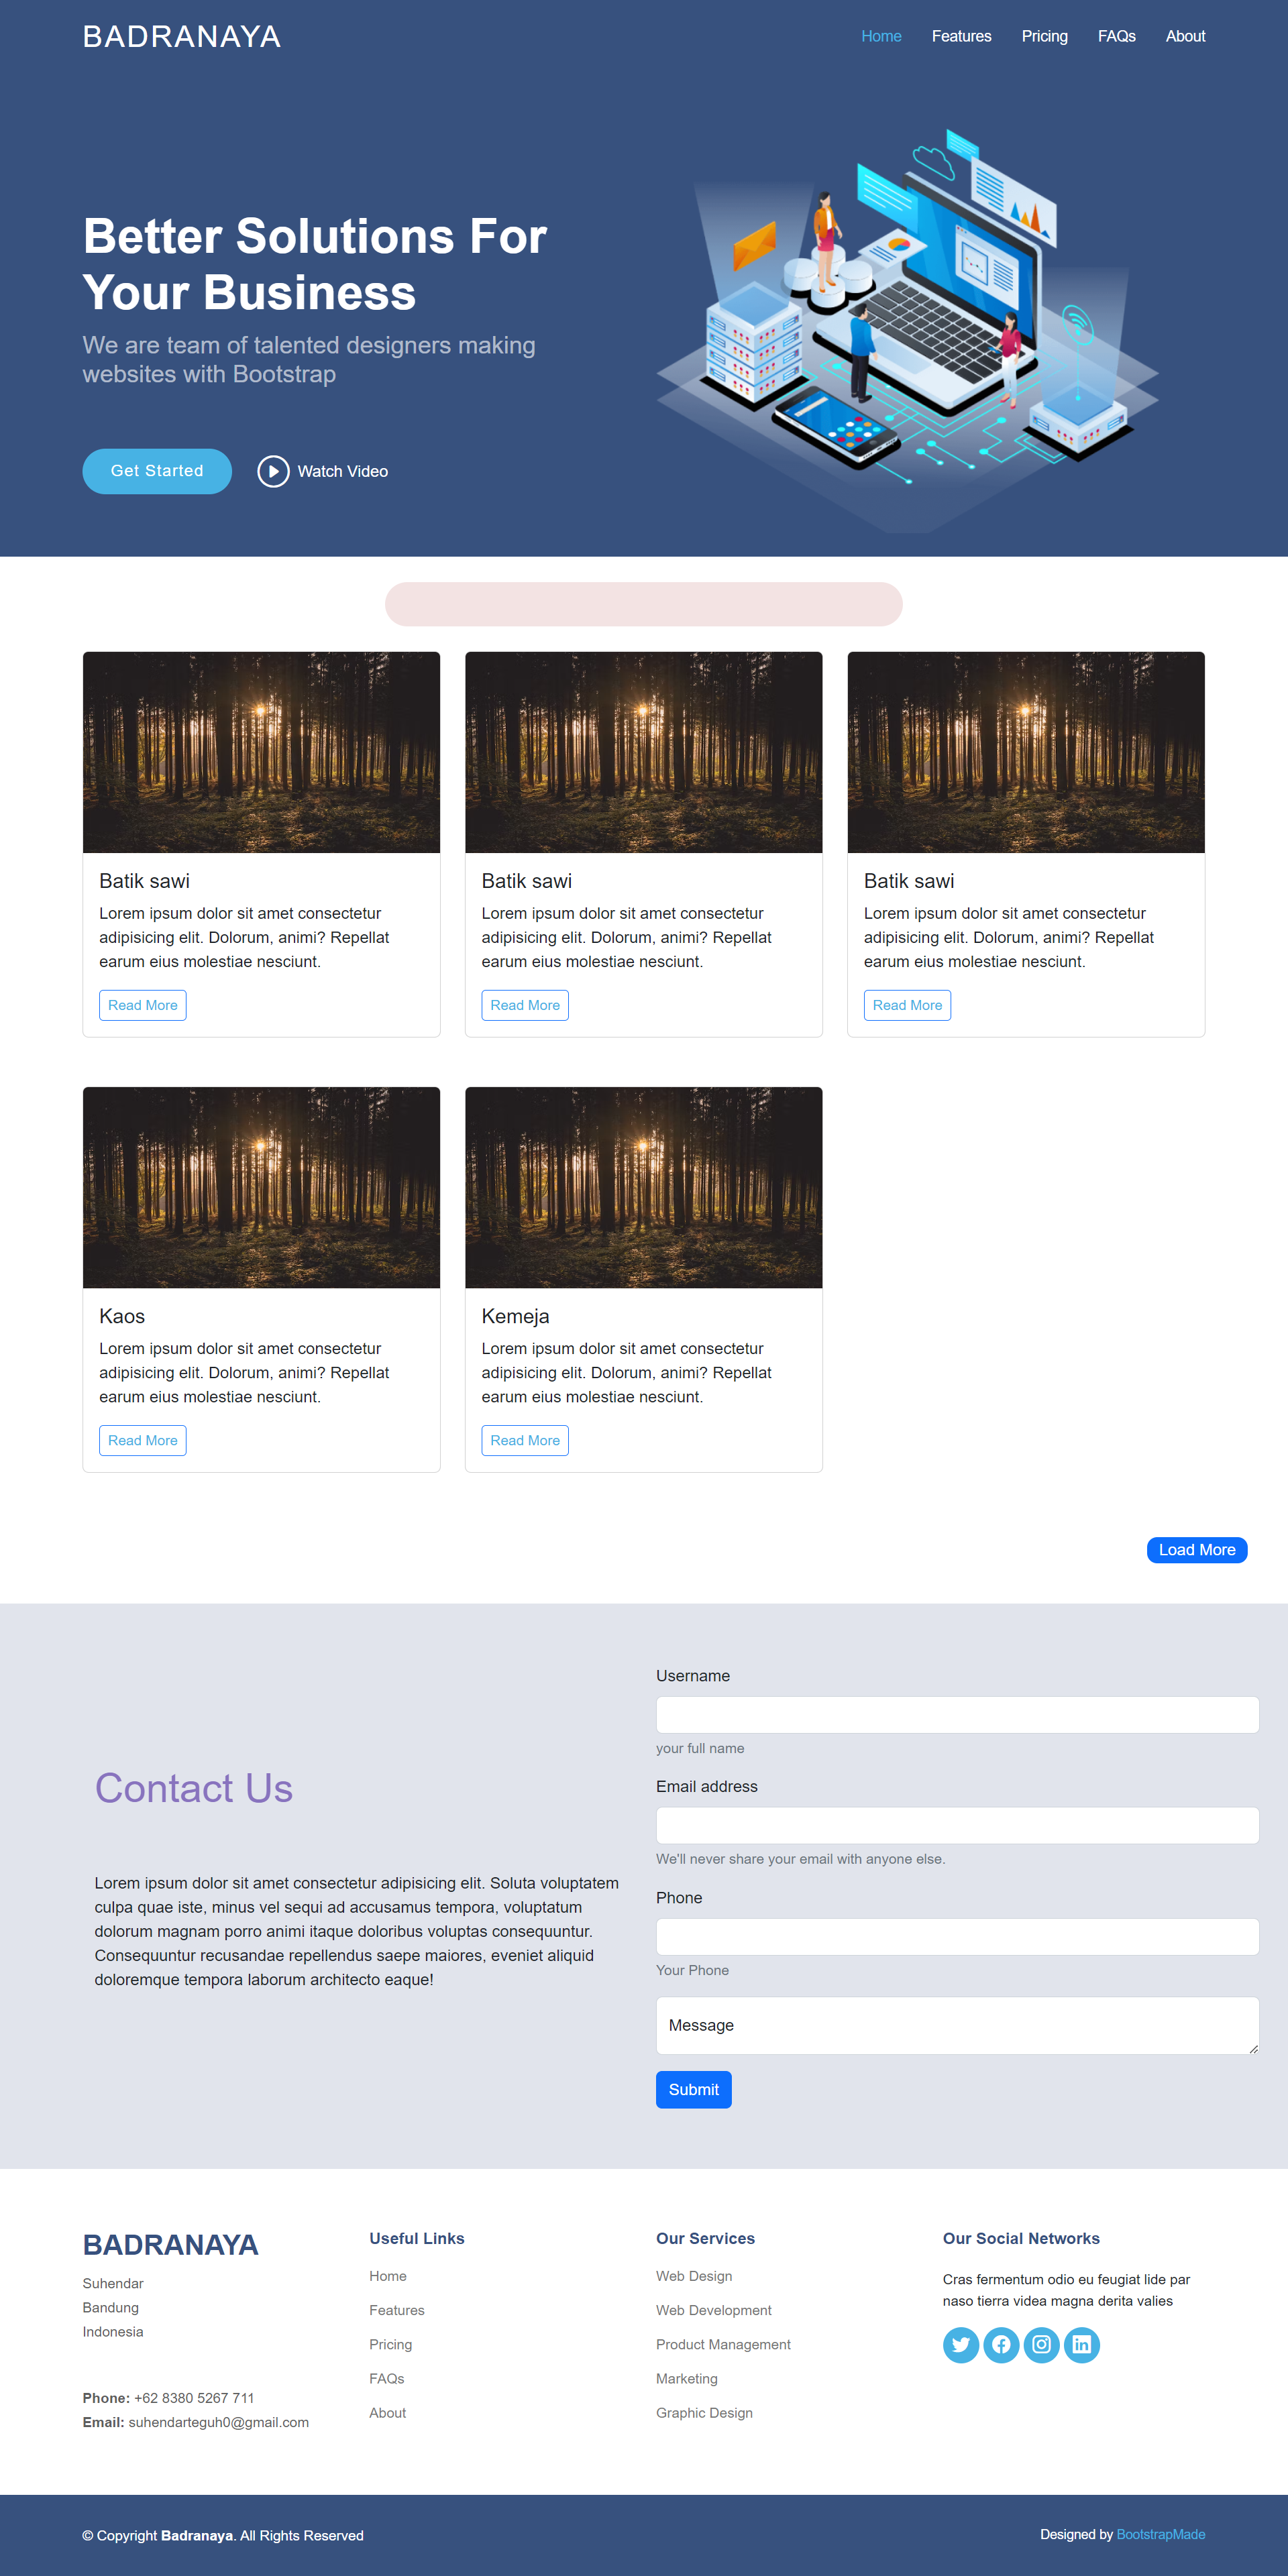 BADRANAYA
Home Features Pricing FAQs About
Better Solutions For
Your Business
We are team of talented designers making
websites with Bootstrap
Get Started
Watch Video
Batik sawi
Lorem ipsum dolor sit amet consectetur
adipisicing elit. Dolorum, animi? Repellat
earum eius molestiae nesciunt.
Read More
Batik sawi
Lorem ipsum dolor sit amet consectetur
adipisicing elit. Dolorum, animi? Repellat
earum eius molestiae nesciunt.
Read More
Batik sawi
Lorem ipsum dolor sit amet consectetur
adipisicing elit. Dolorum, animi? Repellat
earum eius molestiae nesciunt.
Read More
Kaos
Lorem ipsum dolor sit amet consectetur
adipisicing elit. Dolorum, animi? Repellat
earum eius molestiae nesciunt.
Read More
Kemeja
Lorem ipsum dolor sit amet consectetur
adipisicing elit. Dolorum, animi? Repellat
earum eius molestiae nesciunt.
Read More
Load More
Contact Us
Lorem ipsum dolor sit amet consectetur adipisicing elit. Soluta voluptatem
culpa quae iste, minus vel sequi ad accusamus tempora, voluptatum
dolorum magnam porro animi itaque doloribus voluptas consequuntur.
Consequuntur recusandae repellendus saepe maiores, eveniet aliquid
doloremque tempora laborum architecto eaque!
Username
your full name
Email address
We'll never share your email with anyone else.
Phone
Your Phone
Message
Submit
BADRANAYA
Suhendar
Bandung
Indonesia
Phone: +62 8380 5267 711
Email: suhendarteguh0@gmail.com
Useful Links
Home
Features
Pricing
FAQs
About
Our Services
Web Design
Web Development
Product Management
Marketing
Graphic Design
Our Social Networks
Cras fermentum odio eu feugiat lide par
naso tierra videa magna derita valies
© Copyright Badranaya. All Rights Reserved
Designed by BootstrapMade